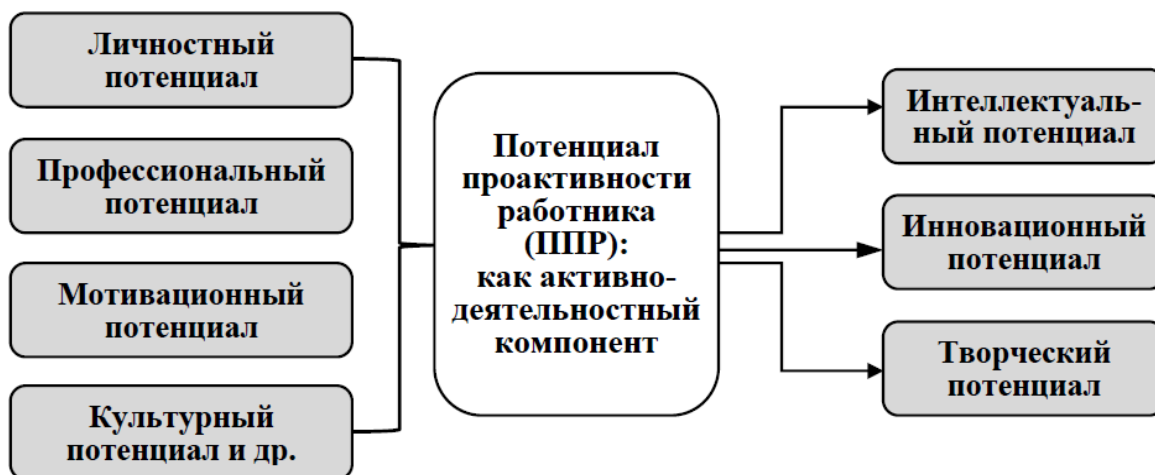 Личностный
потенциал
Профессиональный
потенциал
Мотивационный
потенциал
Культурный
потенциал и др.
Потенциал
проактивности
работника
(ППР):
как активно-
деятельностный
компонент
Интеллектуаль-
ный потенциал
Инновационный
потенциал
Творческий
потенциал